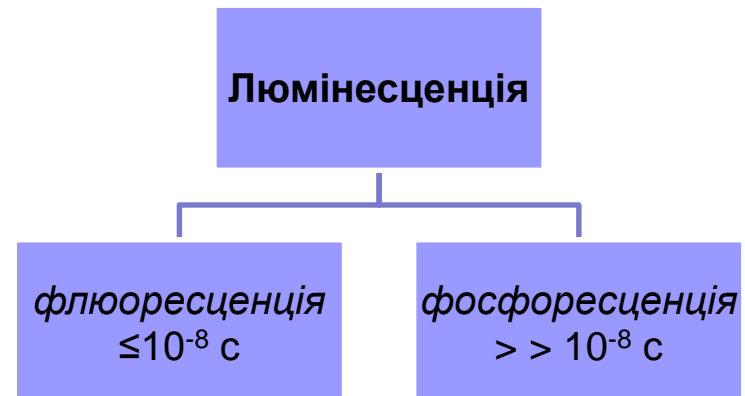 Люмінесценція
флюоресценція
≤10⁻⁸ с
фосфоресценція
> > 10⁻⁸ с